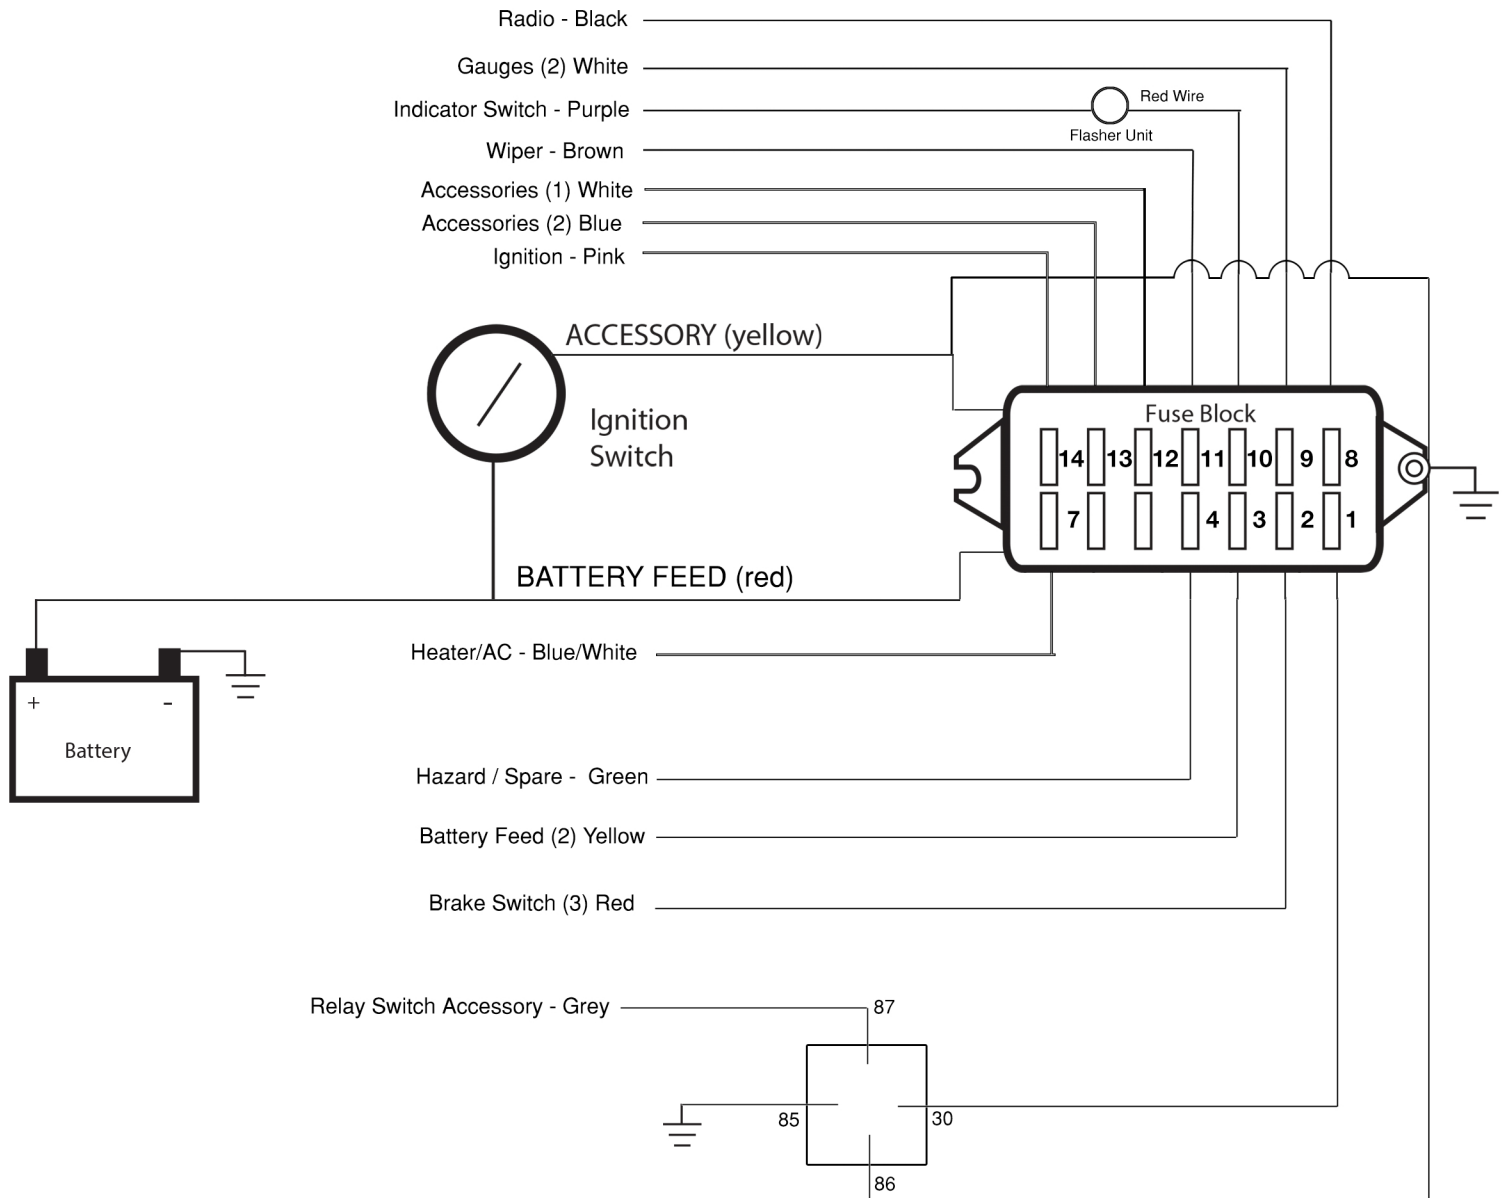 Radio - Black
Gauges (2) White
Indicator Switch - Purple
Red Wire
Flasher Unit
Wiper - Brown
Accessories (1) White
Accessories (2) Blue
Ignition - Pink
ACCESSORY (yellow)
Ignition
Switch
Fuse Block
14 13 12 11 10 9 8
7 4 3 2 1
BATTERY FEED (red)
Heater/AC - Blue/White
+ -
Battery
Hazard / Spare -  Green
Battery Feed (2) Yellow
Brake Switch (3) Red
Relay Switch Accessory - Grey
87
85
30
86